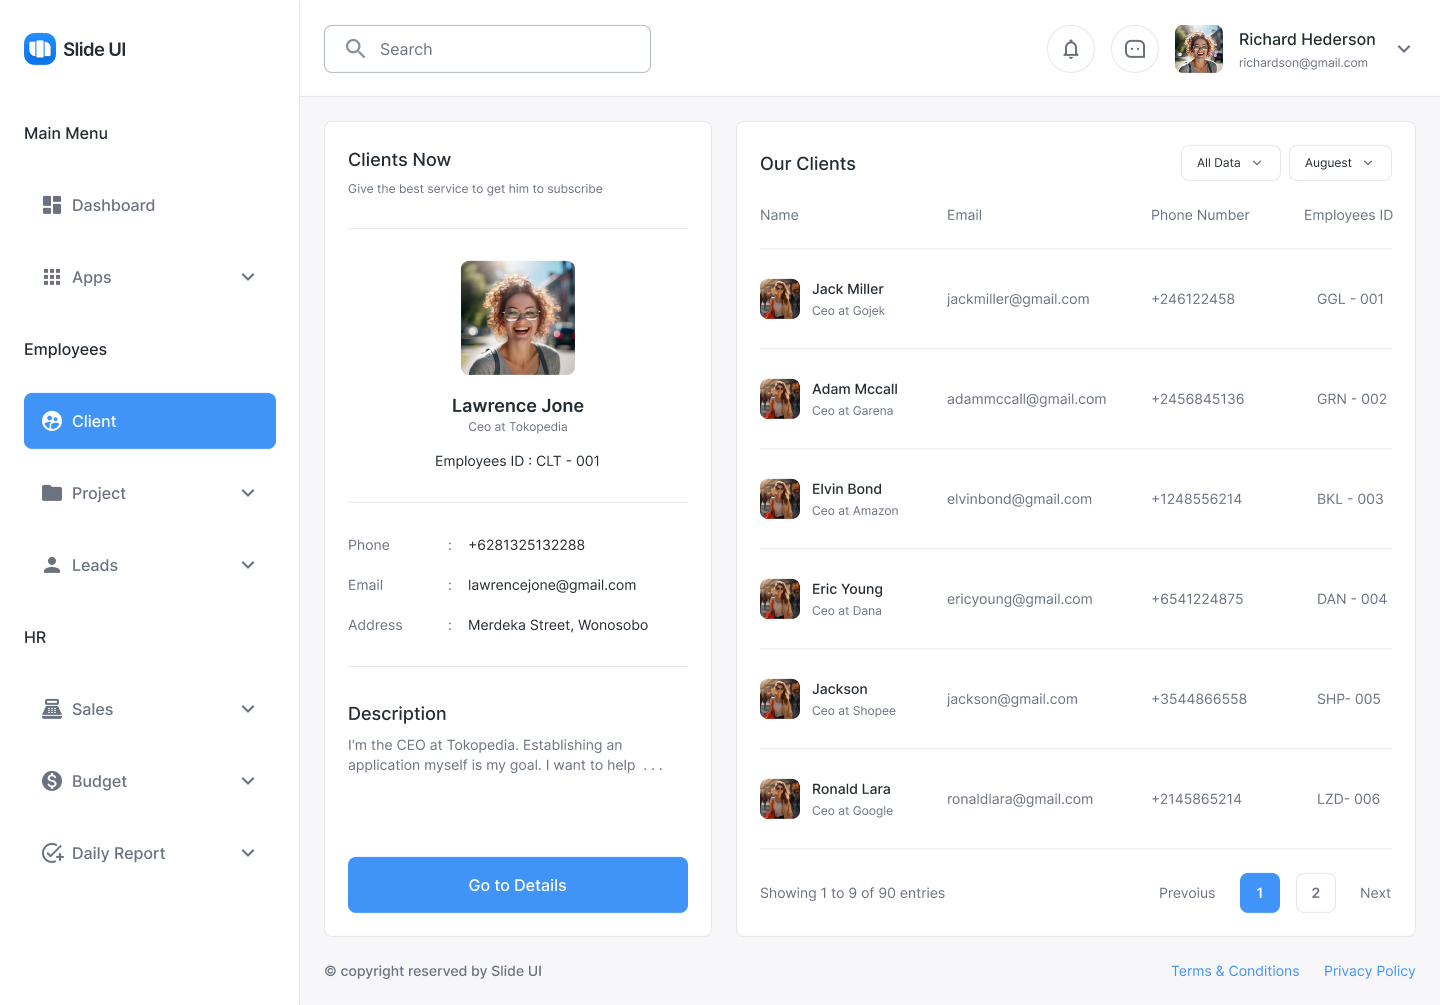 Slide UI
Search
Richard Hederson
richardson@gmail.com
Main Menu
Dashboard
Apps
Employees
Client
Project
Leads
HR
Sales
Budget
Daily Report
Clients Now
Give the best service to get him to subscribe
Lawrence Jone
Ceo at Tokopedia
Employees ID : CLT - 001
Phone : +6281325132288
Email : lawrencejone@gmail.com
Address : Merdeka Street, Wonosobo
Description
I'm the CEO at Tokopedia. Establishing an
application myself is my goal. I want to help . . .
Go to Details
Our Clients
All Data
Auguest
Name Email Phone Number Employees ID
Jack Miller
Ceo at Gojek
jackmiller@gmail.com +246122458 GGL - 001
Adam Mccall
Ceo at Garena
adammccall@gmail.com +2456845136 GRN - 002
Elvin Bond
Ceo at Amazon
elvinbond@gmail.com +1248556214 BKL - 003
Eric Young
Ceo at Dana
ericyoung@gmail.com +6541224875 DAN - 004
Jackson
Ceo at Shopee
jackson@gmail.com +3544866558 SHP- 005
Ronald Lara
Ceo at Google
ronaldlara@gmail.com +2145865214 LZD- 006
Showing 1 to 9 of 90 entries
Prevoius 1 2 Next
© copyright reserved by Slide UI
Terms & Conditions
Privacy Policy